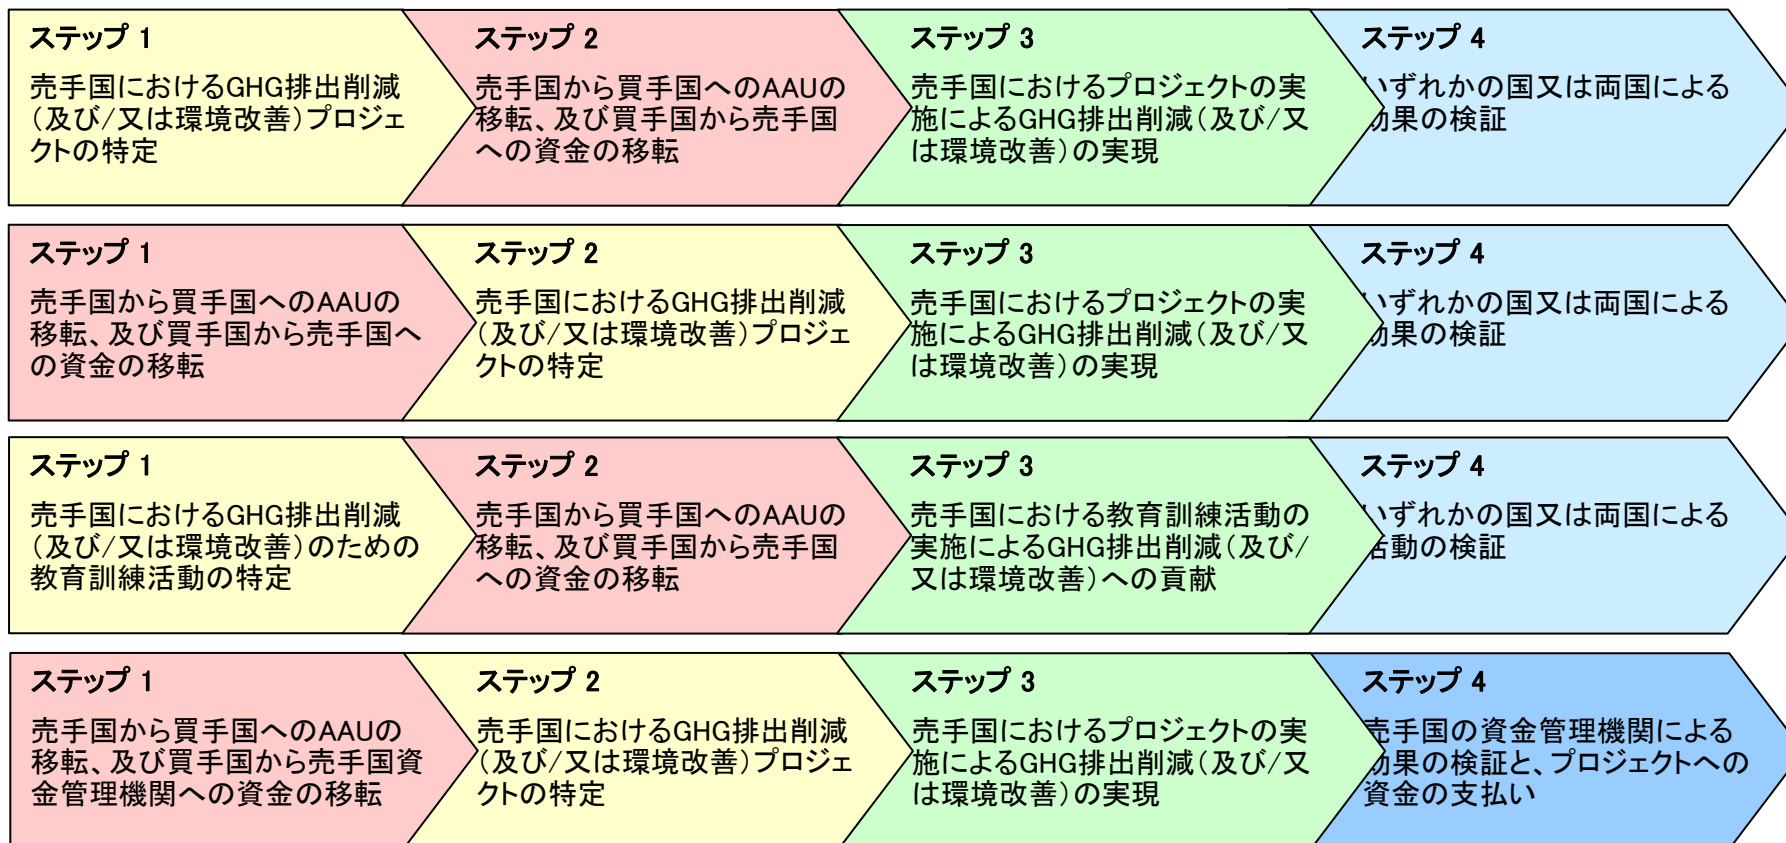 ステップ 1
売手国におけるGHG排出削減
（及び/又は環境改善）プロジェ
クトの特定
ステップ 2
売手国から買手国へのAAUの
移転、及び買手国から売手国
への資金の移転
ステップ 3
売手国におけるプロジェクトの実
施によるGHG排出削減（及び/又
は環境改善）の実現
ステップ 4
いずれかの国又は両国による
効果の検証
ステップ 1
売手国から買手国へのAAUの
移転、及び買手国から売手国へ
の資金の移転
ステップ 2
売手国におけるGHG排出削減
（及び/又は環境改善）プロジェ
クトの特定
ステップ 3
売手国におけるプロジェクトの実
施によるGHG排出削減（及び/又
は環境改善）の実現
ステップ 4
いずれかの国又は両国による
効果の検証
ステップ 1
売手国におけるGHG排出削減
（及び/又は環境改善）のための
教育訓練活動の特定
ステップ 2
売手国から買手国へのAAUの
移転、及び買手国から売手国
への資金の移転
ステップ 3
売手国における教育訓練活動の
実施によるGHG排出削減（及び/
又は環境改善）への貢献
ステップ 4
いずれかの国又は両国による
活動の検証
ステップ 1
売手国から買手国へのAAUの
移転、及び買手国から売手国資
金管理機関への資金の移転
ステップ 2
売手国におけるGHG排出削減
（及び/又は環境改善）プロジェ
クトの特定
ステップ 3
売手国におけるプロジェクトの実
施によるGHG排出削減（及び/又
は環境改善）の実現
ステップ 4
売手国の資金管理機関による
効果の検証と、プロジェクトへの
資金の支払い